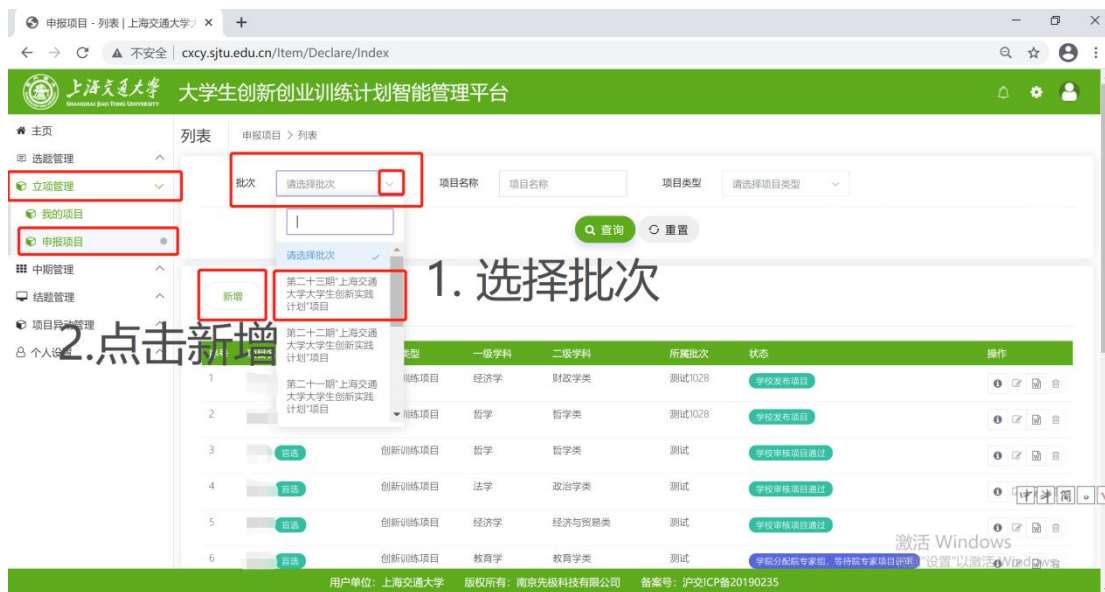 申报项目 - 列表 | 上海交通大学大
不安全 | cxcy.sjtu.edu.cn/Item/Declare/Index
上海交通大学 大学生创新创业训练计划智能管理平台
SHANGHAI JIAO TONG UNIVERSITY
主页
选题管理
立项管理
我的项目
申报项目
中期管理
结题管理
项目异动管理
个人设
列表 申报项目 > 列表
批次 请选择批次 项目名称 项目名称 项目类型 请选择项目类型
查询 重置
请选择批次
第二十三期“上海交通
大学大学生创新实践
计划”项目
第二十二期“上海交通
大学大学生创新实践
计划”项目
第二十一期“上海交通
大学大学生创新实践
计划”项目
1. 选择批次
新增
2.点击新增
类型 一级学科 二级学科 所属批次 状态 操作
1 训练项目 经济学 财政学类 测试1028 学校发布项目
2 训练项目 哲学 哲学类 测试1028 学校发布项目
3 盲选 创新训练项目 哲学 哲学类 测试 学校审核项目通过
4 盲选 创新训练项目 法学 政治学类 测试 学校审核项目通过
5 盲选 创新训练项目 经济学 经济与贸易类 测试 学校审核项目通过
6 盲选 创新训练项目 教育学 教育学类 测试 学院分配院专家组，等待院专家项目评审
中 简
激活 Windows
“设置”以激活 Windows
用户单位：上海交通大学 版权所有：南京先极科技有限公司 备案号：沪交ICP备20190235